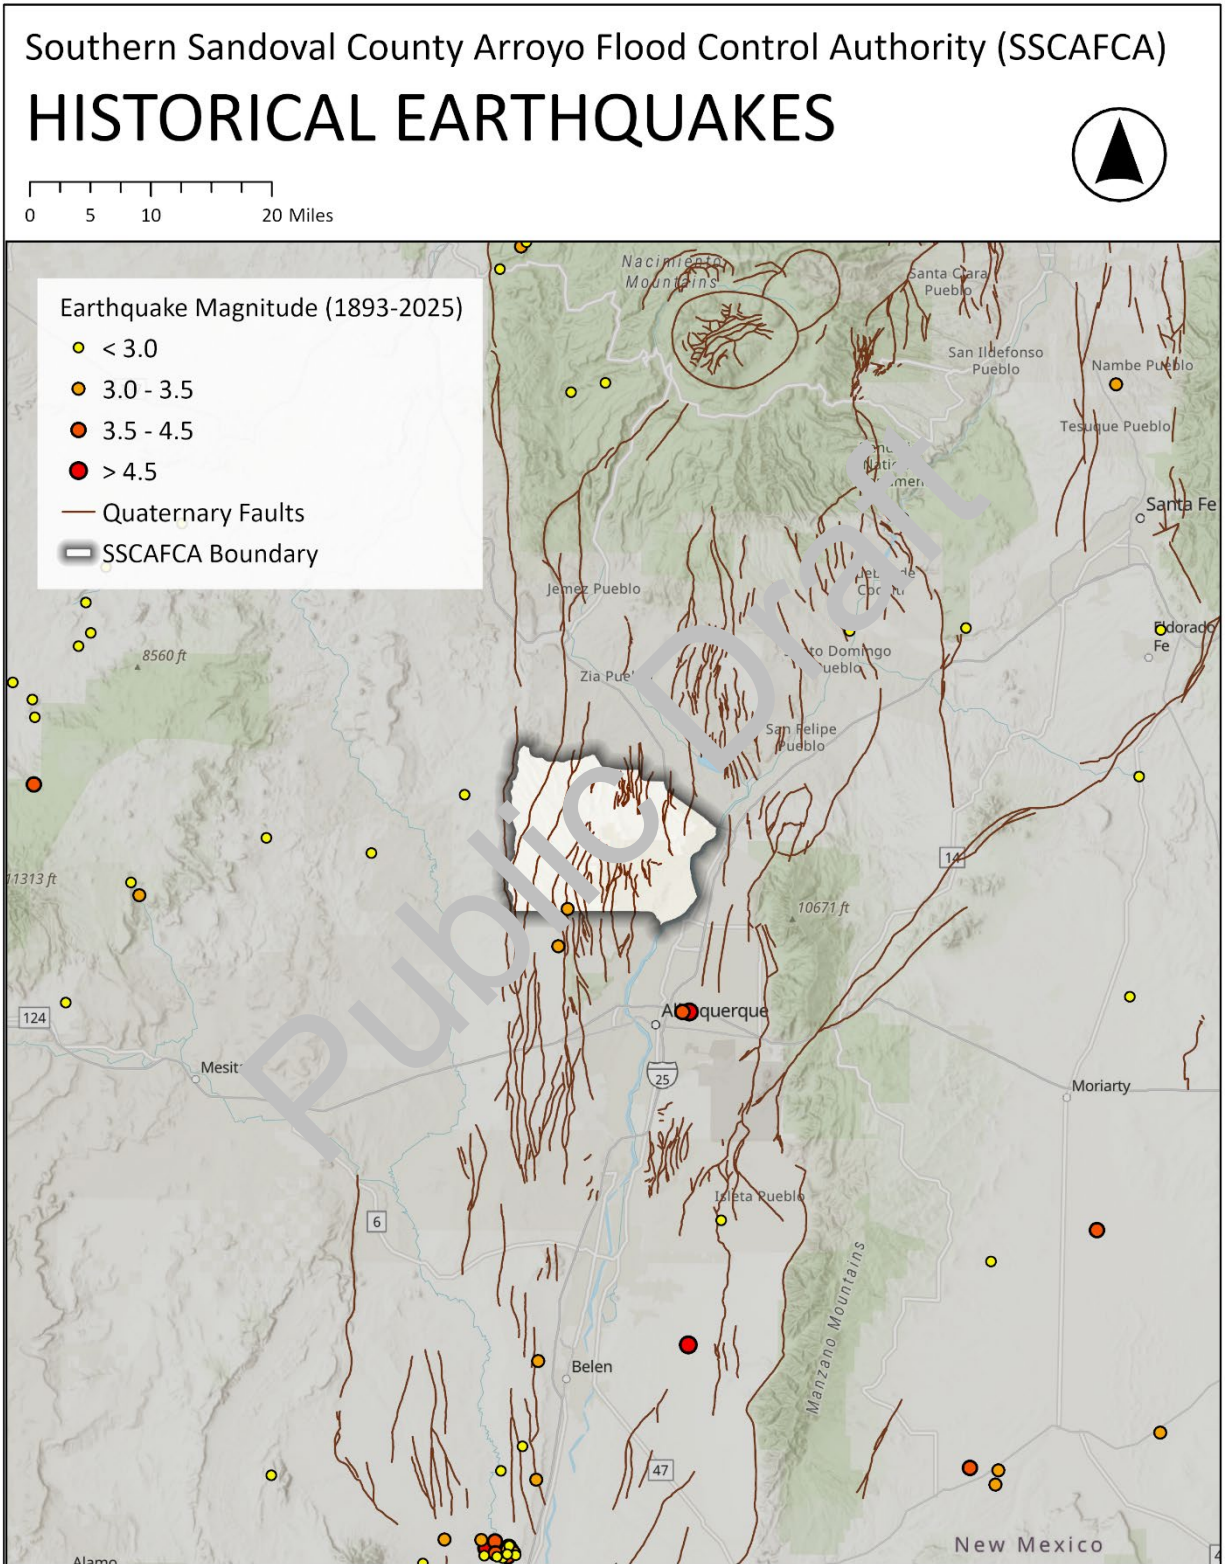 Southern Sandoval County Arroyo Flood Control Authority (SSCAFCA)
HISTORICAL EARTHQUAKES
0 5 10 20 Miles
Nacimiento
Mountains
Santa Clara
Pueblo
Earthquake Magnitude (1893-2025)
< 3.0
3.0 - 3.5
3.5 - 4.5
> 4.5
Quaternary Faults
SSCAFCA Boundary
San Ildefonso
Pueblo
Nambe Pueblo
Tesuque Pueblo
Santa Fe
Jemez Pueblo
8560 ft
Zia
Domingo
Pueblo
Eldorado
Fe
San Felipe
Pueblo
14
11313 ft
10671 ft
124
Albuquerque
25
Mesit
Moriarty
6
Isleta Pueblo
Manzano Mountains
Belen
47
New Mexico
Alamo
Public Draft